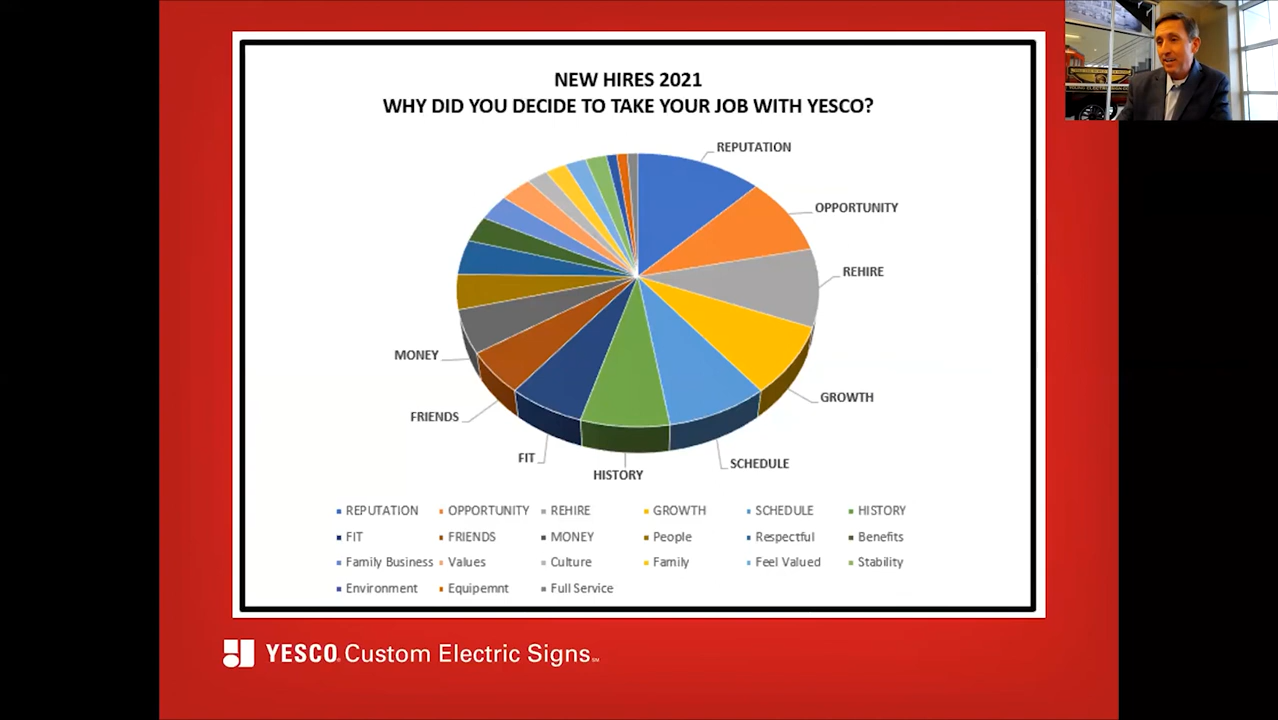 NEW HIRES 2021
WHY DID YOU DECIDE TO TAKE YOUR JOB WITH YESCO?
REPUTATION
OPPORTUNITY
REHIRE
GROWTH
SCHEDULE
HISTORY
FIT
FRIENDS
MONEY
REPUTATION OPPORTUNITY REHIRE GROWTH SCHEDULE HISTORY
FIT FRIENDS MONEY People Respectful Benefits
Family Business Values Culture Family Feel Valued Stability
Environment Equipemnt Full Service
YESCO Custom Electric Signs